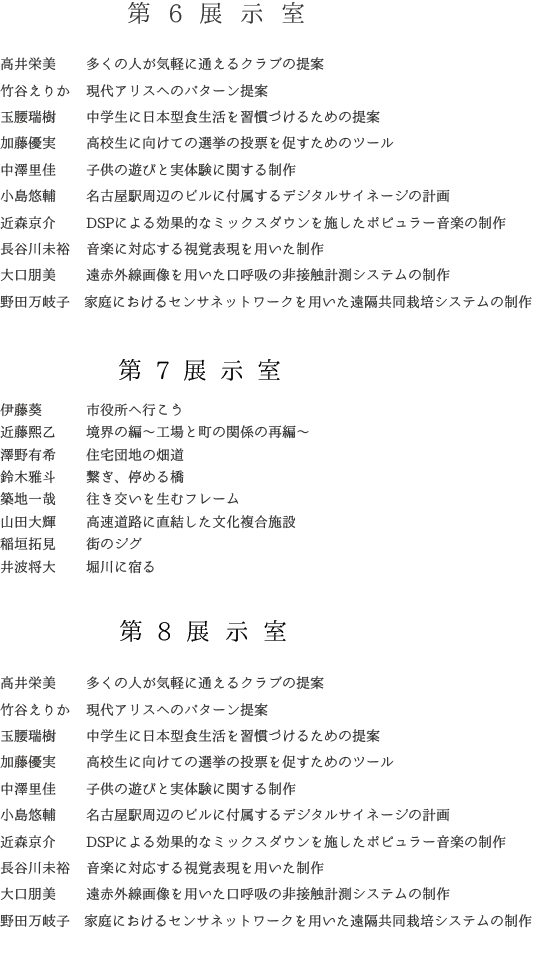 第 6 展 示 室
高井栄美 多くの人が気軽に通えるクラブの提案
竹谷えりか 現代アリスへのパターン提案
玉腰瑞樹 中学生に日本型食生活を習慣づけるための提案
加藤優実 高校生に向けての選挙の投票を促すためのツール
中澤里佳 子供の遊びと実体験に関する制作
小島悠輔 名古屋駅周辺のビルに付属するデジタルサイネージの計画
近森京介 DSPによる効果的なミックスダウンを施したポピュラー音楽の制作
長谷川未裕 音楽に対応する視覚表現を用いた制作
大口朋美 遠赤外線画像を用いた口呼吸の非接触計測システムの制作
野田万岐子 家庭におけるセンサネットワークを用いた遠隔共同栽培システムの制作
第 7 展 示 室
伊藤葵 市役所へ行こう
近藤熙乙 境界の編〜工場と町の関係の再編〜
澤野有希 住宅団地の畑道
鈴木雅斗 繋ぎ、停める橋
築地一哉 往き交いを生むフレーム
山田大輝 高速道路に直結した文化複合施設
稲垣拓見 街のジグ
井波将大 堀川に宿る
第 8 展 示 室
高井栄美 多くの人が気軽に通えるクラブの提案
竹谷えりか 現代アリスへのパターン提案
玉腰瑞樹 中学生に日本型食生活を習慣づけるための提案
加藤優実 高校生に向けての選挙の投票を促すためのツール
中澤里佳 子供の遊びと実体験に関する制作
小島悠輔 名古屋駅周辺のビルに付属するデジタルサイネージの計画
近森京介 DSPによる効果的なミックスダウンを施したポピュラー音楽の制作
長谷川未裕 音楽に対応する視覚表現を用いた制作
大口朋美 遠赤外線画像を用いた口呼吸の非接触計測システムの制作
野田万岐子 家庭におけるセンサネットワークを用いた遠隔共同栽培システムの制作